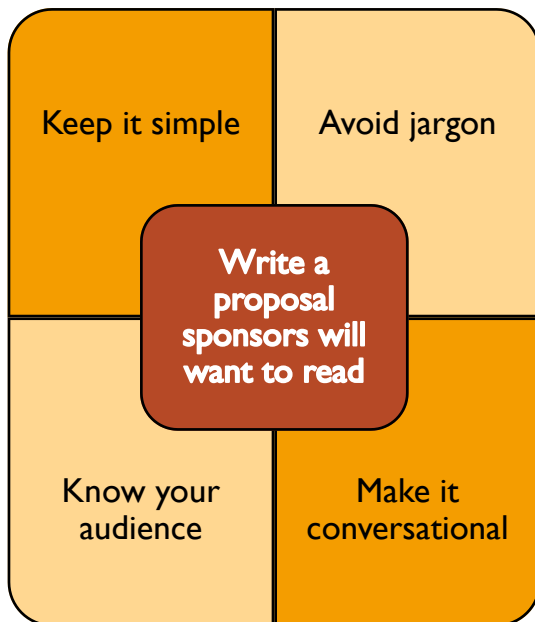 Keep it simple
Avoid jargon
Write a
proposal
sponsors will
want to read
Know your
audience
Make it
conversational